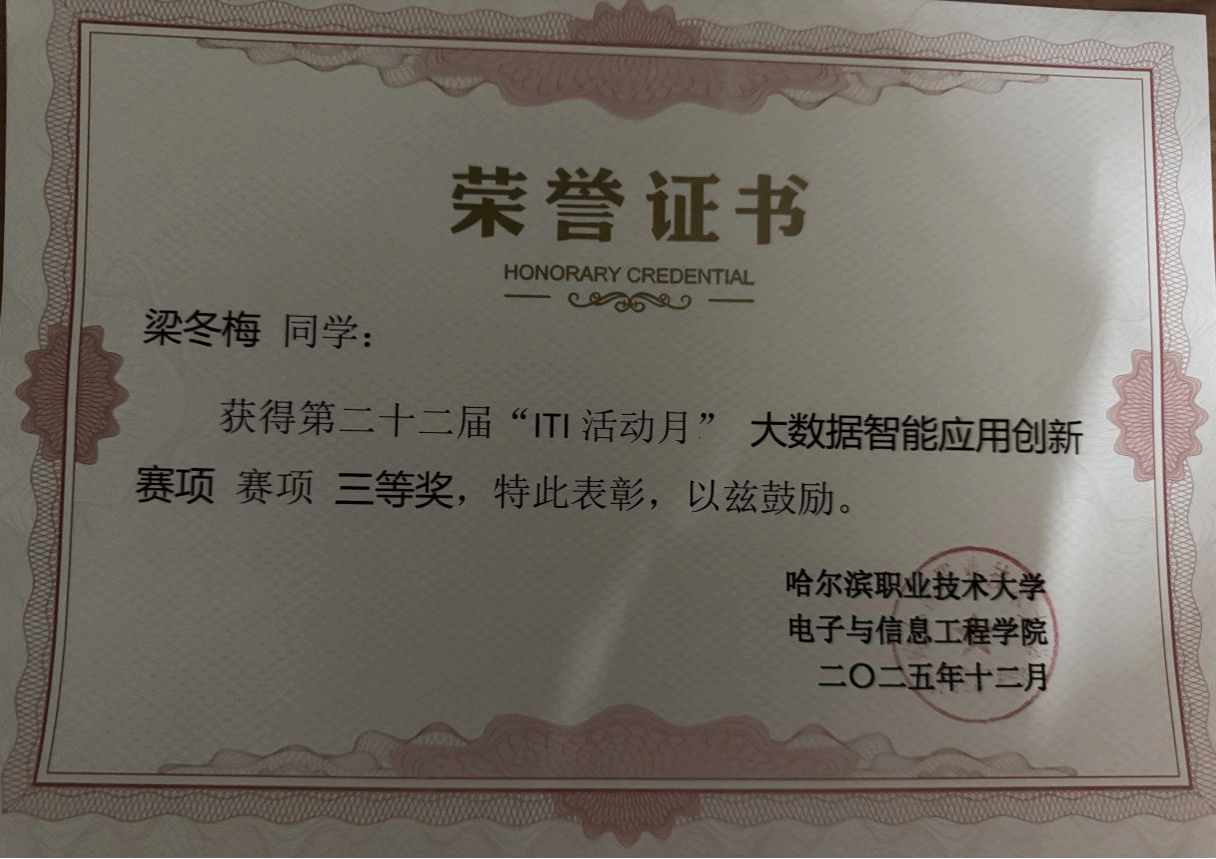 荣誉证书
HONORARY CREDENTIAL
梁冬梅 同学：
获得第二十二届“ITI 活动月” 大数据智能应用创新
赛项 赛项 三等奖，特此表彰，以兹鼓励。
哈尔滨职业技术大学
电子与信息工程学院
二〇二五年十二月